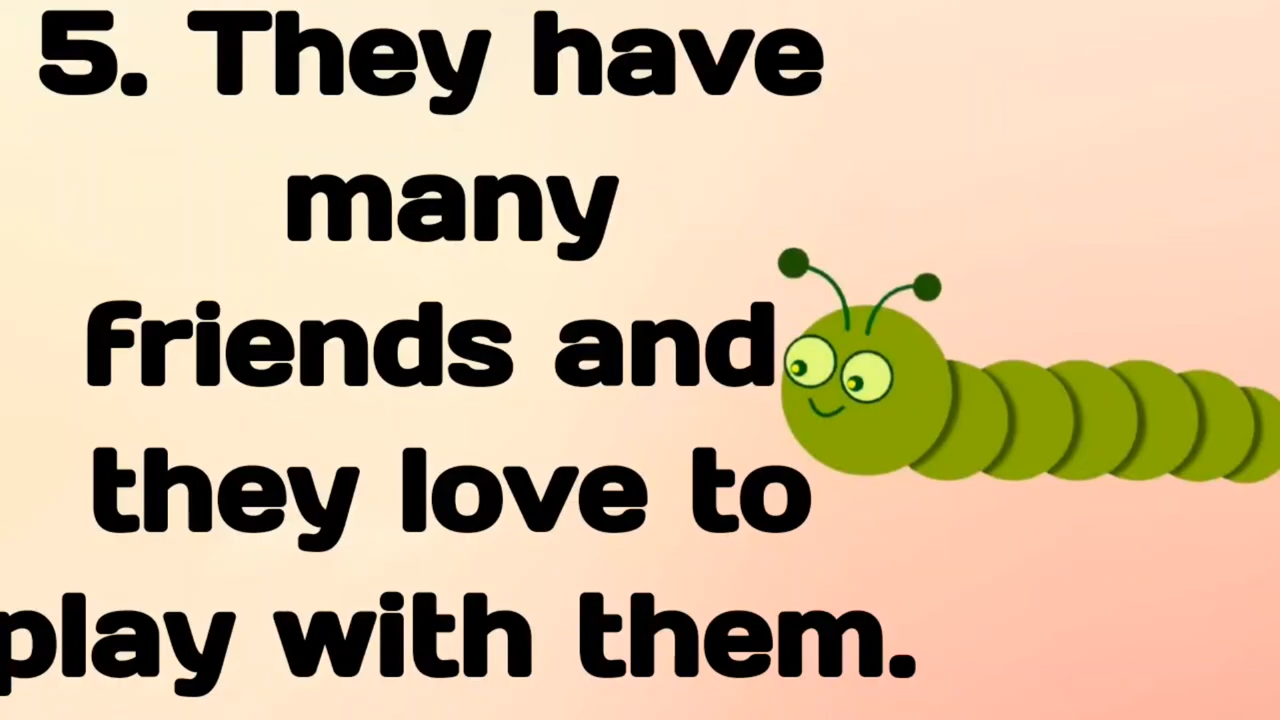 5. They have
many
friends and
they love to
play with them.